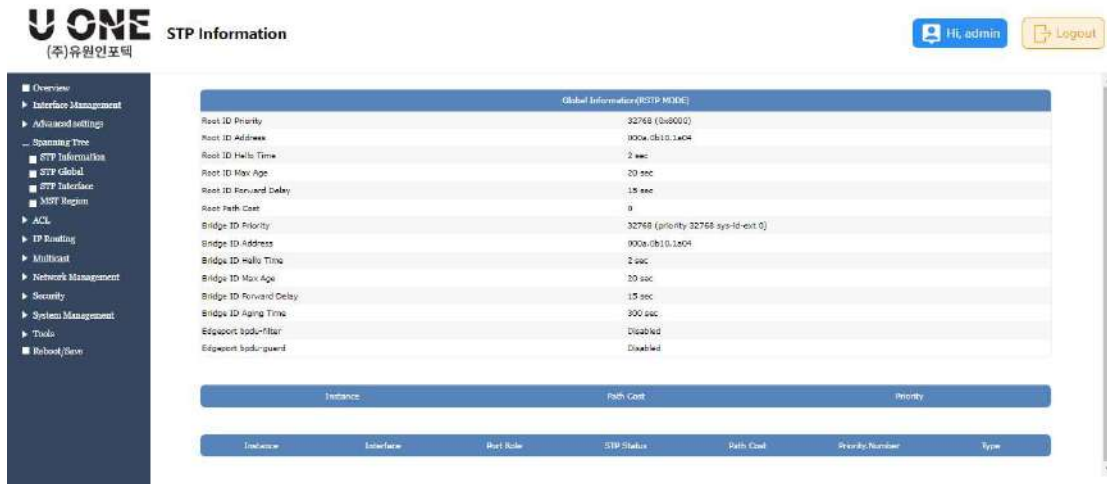 U ONE
(주)유원인포텍
STP Information
Hi, admin
Logout
Overview
Interface Management
Advanced settings
Spanning Tree
STP Information
STP Global
STP Interface
MST Region
ACL
IP Routing
Multicast
Network Management
Security
System Management
Tools
Reboot/Save
Global Information(RSTP MODE)
Root ID Priority 32768 (0x8000)
Root ID Address 000a.0b10.1a04
Root ID Hello Time 2 sec
Root ID Max Age 20 sec
Root ID Forward Delay 15 sec
Root Path Cost 0
Bridge ID Priority 32768 (priority 32768 sys-id-ext 0)
Bridge ID Address 000a.0b10.1a04
Bridge ID Hello Time 2 sec
Bridge ID Max Age 20 sec
Bridge ID Forward Delay 15 sec
Bridge ID Aging Time 300 sec
Edgeport bpdu-filter Disabled
Edgeport bpdu-guard Disabled
Instance Path Cost Priority
Instance Interface Port Role STP Status Path Cost Priority.Number Type